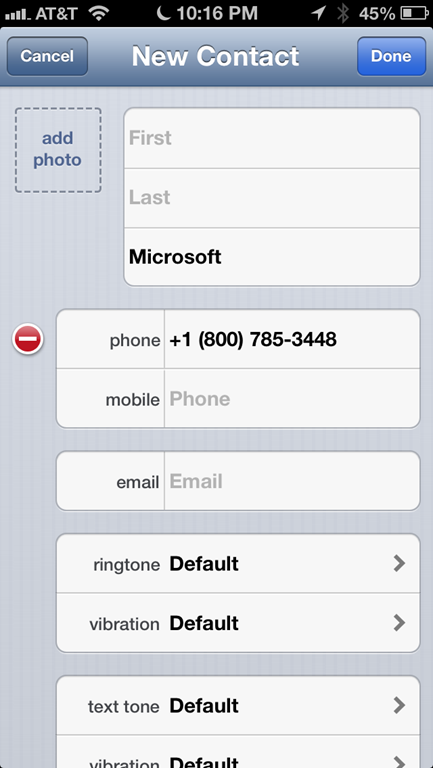 AT&T 10:16 PM 45%
Cancel New Contact Done
add
photo
First
Last
Microsoft
phone +1 (800) 785-3448
mobile Phone
email Email
ringtone Default
vibration Default
text tone Default
vibration Default